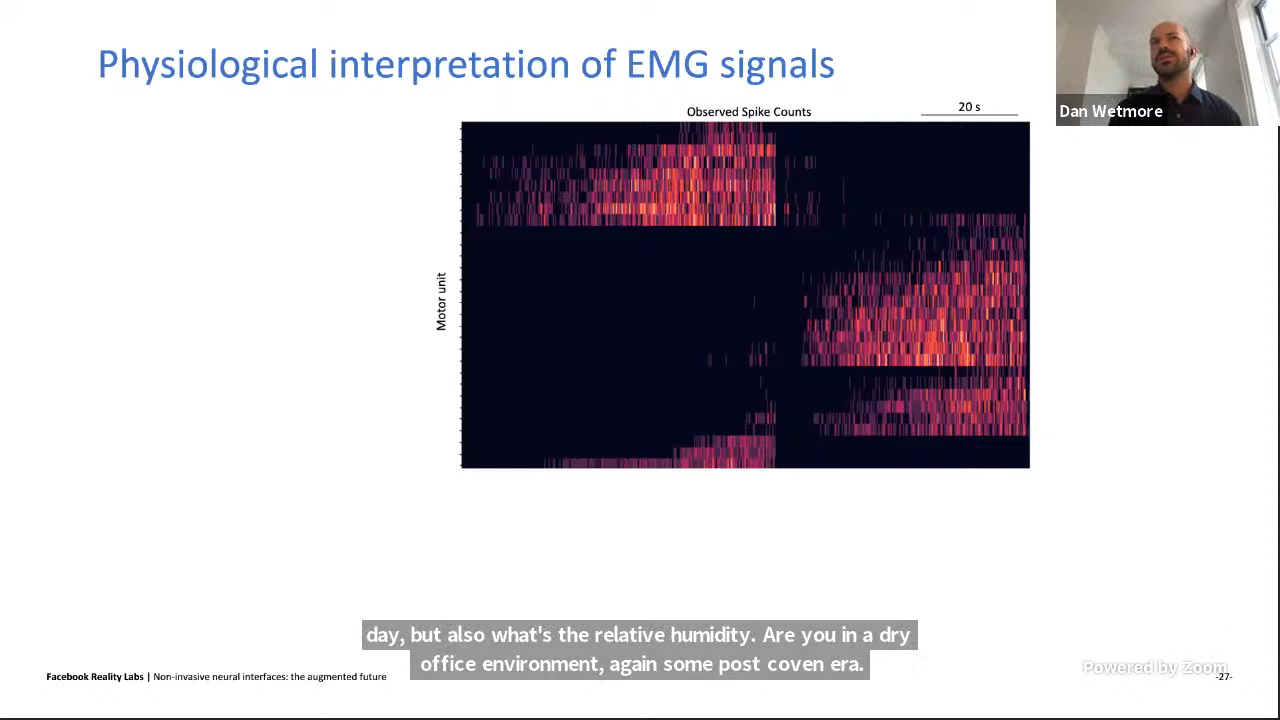 Physiological interpretation of EMG signals
Dan Wetmore
Observed Spike Counts
20 s
Motor unit
day, but also what's the relative humidity. Are you in a dry
office environment, again some post coven era.
Facebook Reality Labs | Non-invasive neural interfaces: the augmented future
Powered by Zoom
-27-